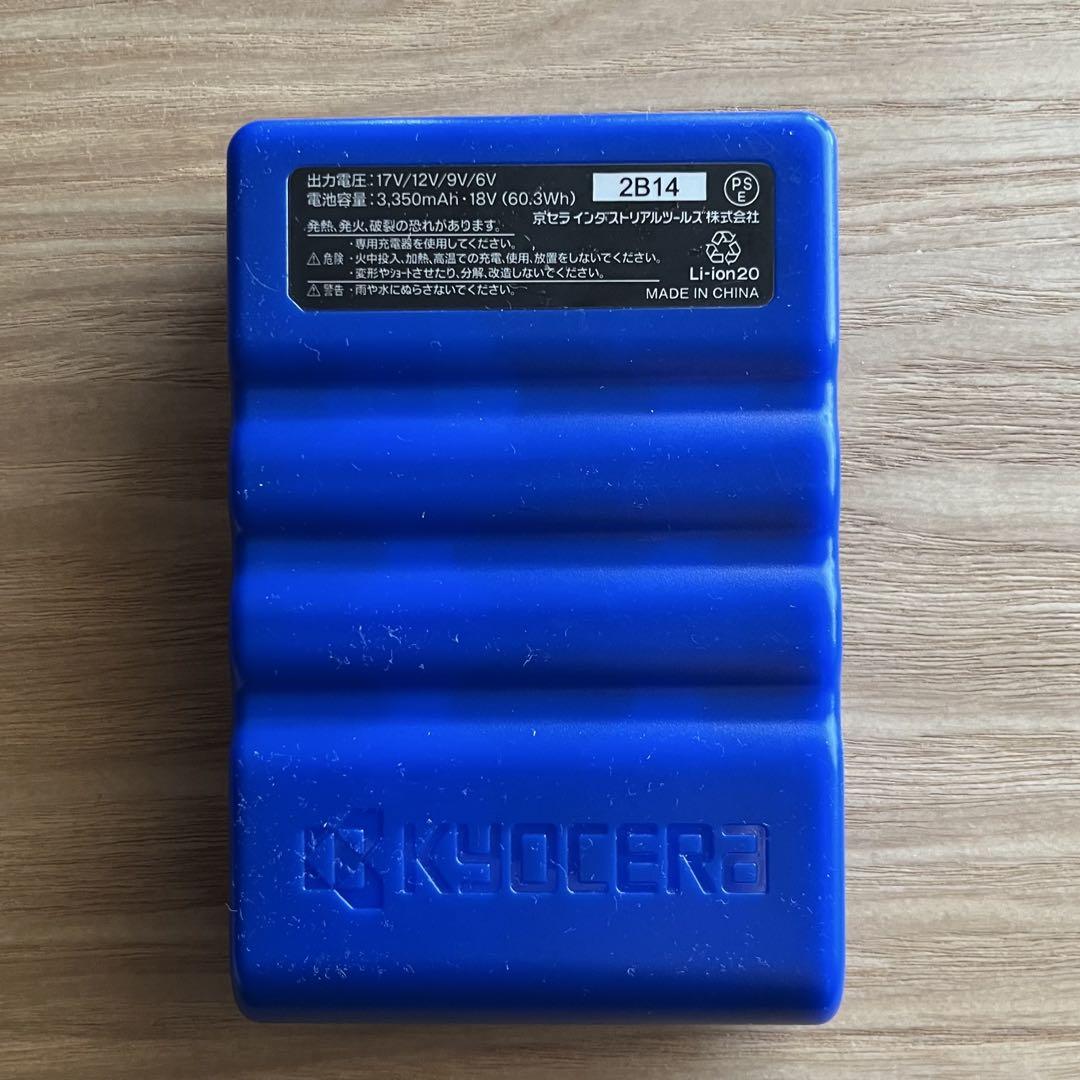 出力電圧：17V/12V/9V/6V
電池容量：3,350mAh・18V (60.3Wh)
2B14
PS
E
京セラインダストリアルツールズ株式会社
発熱、発火、破裂の恐れがあります。
・専用充電器を使用してください。
⚠危険・火中投入、加熱、高温での充電、使用、放置をしないでください。
・変形やショートさせたり、分解、改造しないでください。
⚠警告・雨や水にぬらさないでください。
Li-ion20
MADE IN CHINA
KYOCERA